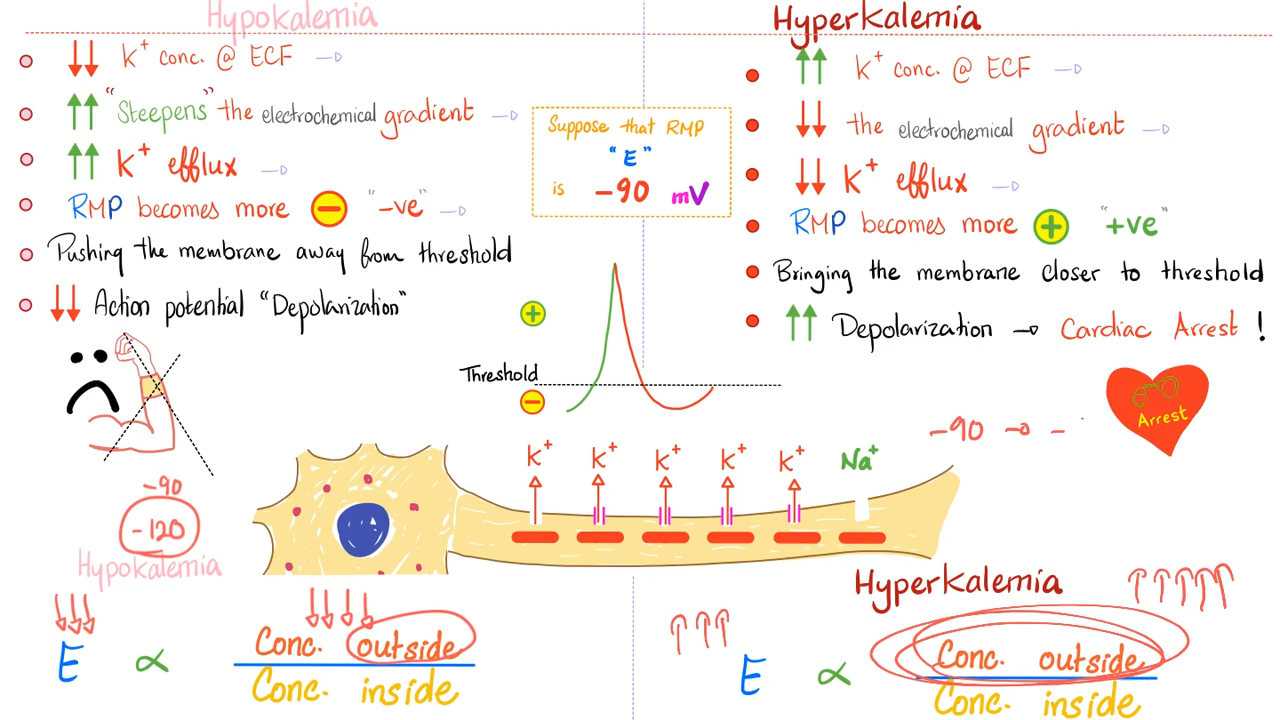 Hypokalemia
↓↓ K+ conc. @ ECF →
↑↑ "Steepens" the electrochemical gradient →
↑↑ K+ efflux →
RMP becomes more − "-ve" →
Pushing the membrane away from threshold
↓↓ Action potential "Depolarization"
Suppose that RMP
"E"
is -90 mV
Hyperkalemia
↑↑ K+ conc. @ ECF →
↓↓ the electrochemical gradient →
↓↓ K+ efflux →
RMP becomes more + "+ve"
Bringing the membrane closer to threshold
↑↑ Depolarization → Cardiac Arrest !
+
Threshold
−
Arrest
-90 → -
K+ K+ K+ K+ K+ Na+
-90
-120
Hypokalemia
↓↓↓ ↓↓↓↓
E ∝ Conc. outside
Conc. inside
Hyperkalemia ↑↑↑↑↑
↑↑↑
E ∝ Conc. outside
Conc. inside